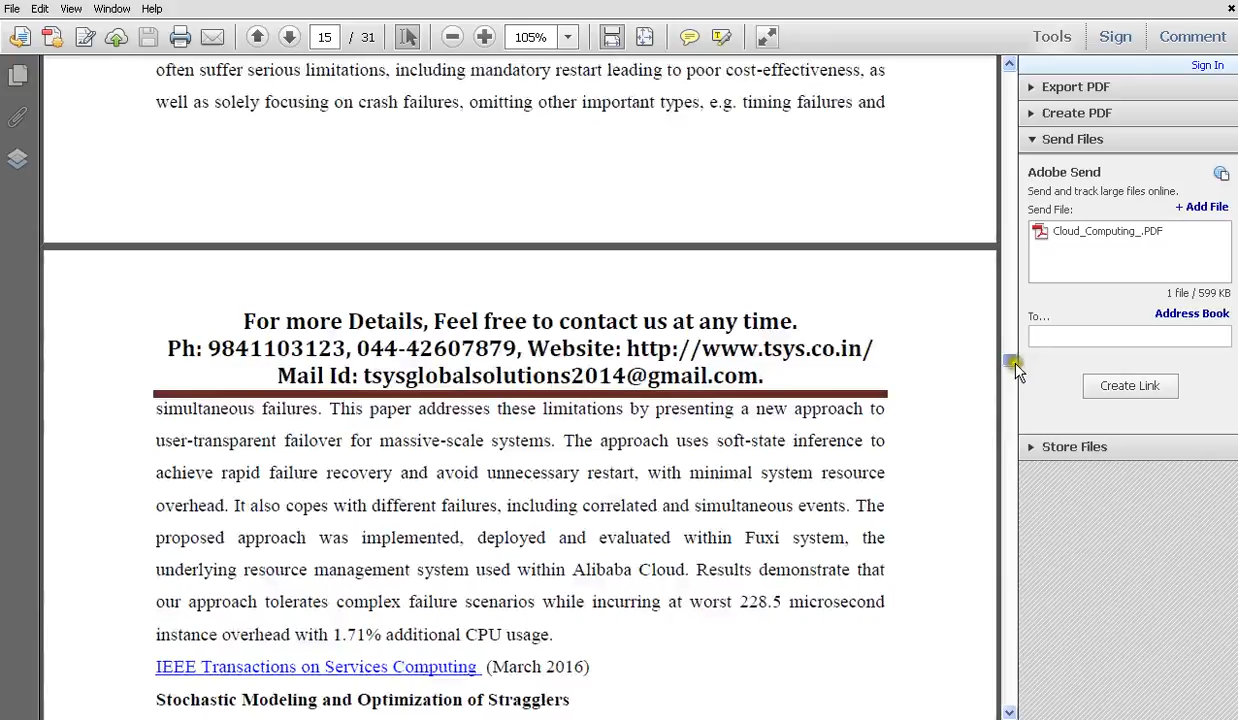 File Edit View Window Help
15 / 31 105% Tools Sign Comment
Sign In
often suffer serious limitations, including mandatory restart leading to poor cost-effectiveness, as
well as solely focusing on crash failures, omitting other important types, e.g. timing failures and
For more Details, Feel free to contact us at any time.
Ph: 9841103123, 044-42607879, Website: http://www.tsys.co.in/
Mail Id: tsysglobalsolutions2014@gmail.com.
simultaneous failures. This paper addresses these limitations by presenting a new approach to
user-transparent failover for massive-scale systems. The approach uses soft-state inference to
achieve rapid failure recovery and avoid unnecessary restart, with minimal system resource
overhead. It also copes with different failures, including correlated and simultaneous events. The
proposed approach was implemented, deployed and evaluated within Fuxi system, the
underlying resource management system used within Alibaba Cloud. Results demonstrate that
our approach tolerates complex failure scenarios while incurring at worst 228.5 microsecond
instance overhead with 1.71% additional CPU usage.
IEEE Transactions on Services Computing (March 2016)
Stochastic Modeling and Optimization of Stragglers
Export PDF
Create PDF
Send Files
Adobe Send
Send and track large files online.
Send File: + Add File
Cloud_Computing_.PDF
1 file / 599 KB
To... Address Book
Create Link
Store Files